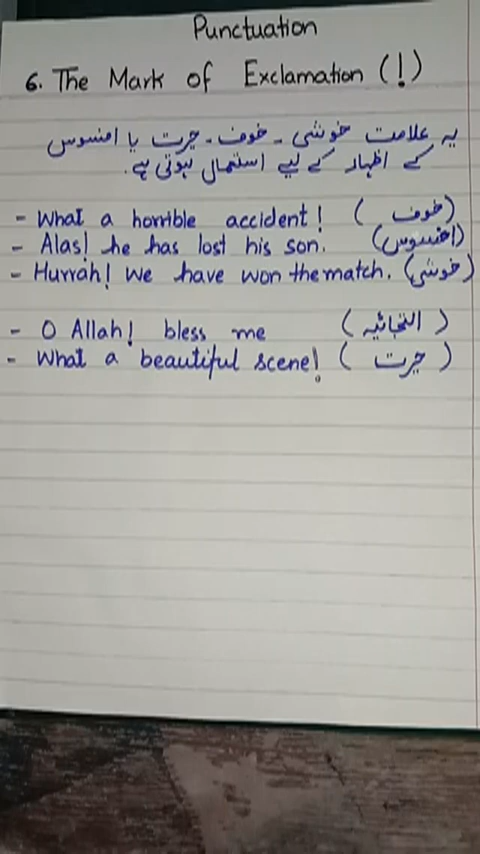 Punctuation
6. The Mark of Exclamation (!)
یہ علامت خوشی - خوف - حیرت یا افسوس
کے اظہار کے لیے استعمال ہوتی ہے.
- What a horrible accident! (خوف)
- Alas! he has lost his son. (افسوس)
- Hurrah! We have won the match. (خوشی)
- O Allah! bless me (التجائیہ)
- What a beautiful scene! (حیرت)